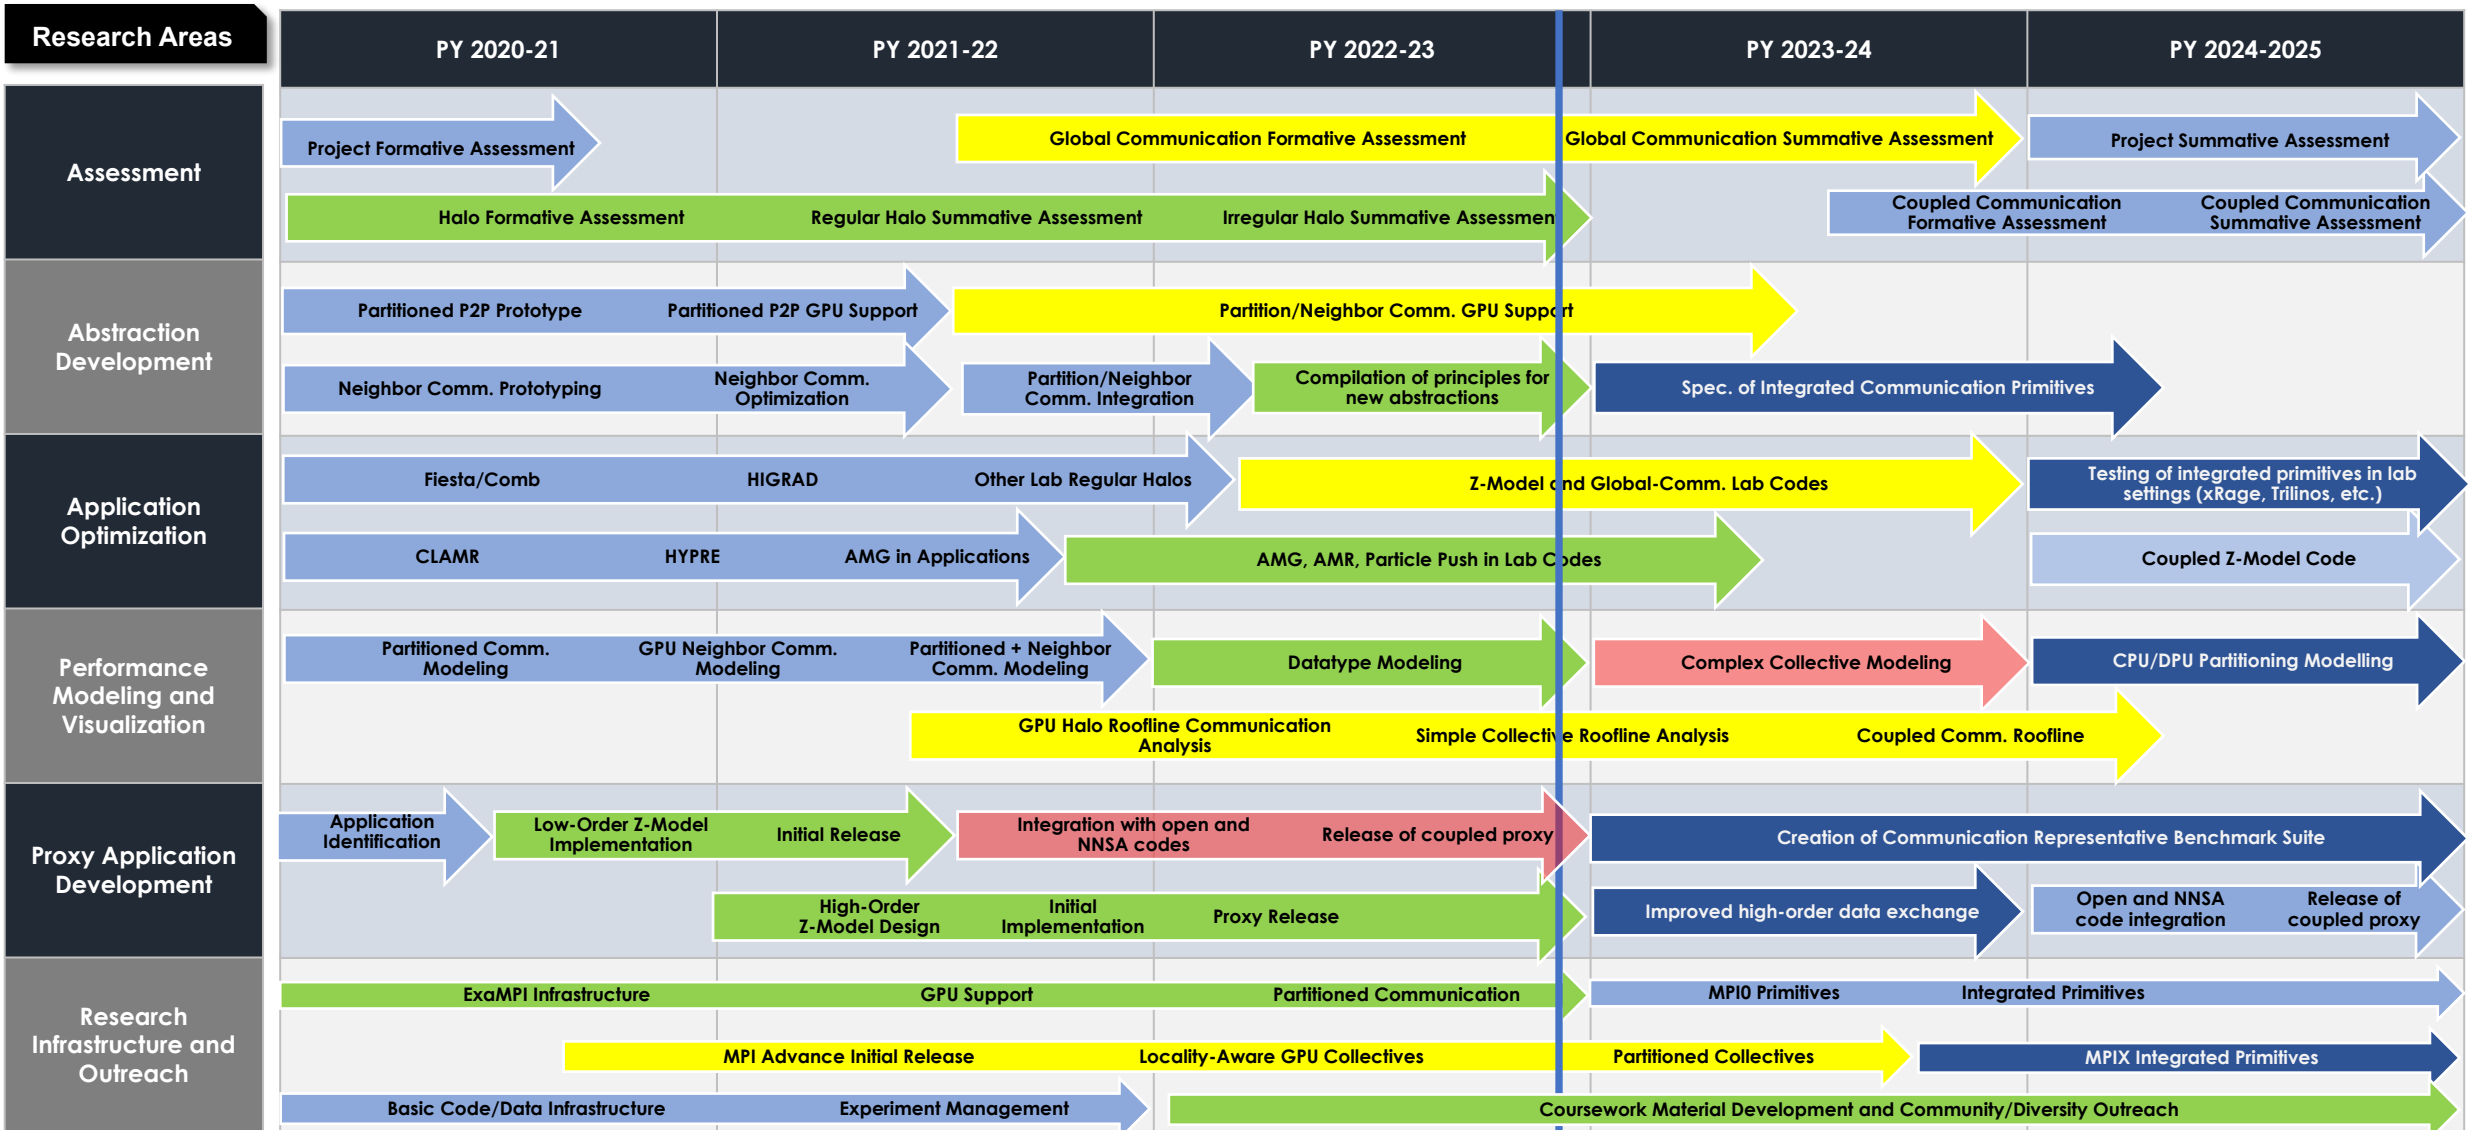 Research Areas
PY 2020-21
PY 2021-22
PY 2022-23
PY 2023-24
PY 2024-2025
Assessment
Project Formative Assessment
Global Communication Formative Assessment
Global Communication Summative Assessment
Project Summative Assessment
Halo Formative Assessment
Regular Halo Summative Assessment
Irregular Halo Summative Assessmen
Coupled Communication
Formative Assessment
Coupled Communication
Summative Assessment
Abstraction
Development
Partitioned P2P Prototype
Partitioned P2P GPU Support
Partition/Neighbor Comm. GPU Support
Neighbor Comm. Prototyping
Neighbor Comm.
Optimization
Partition/Neighbor
Comm. Integration
Compilation of principles for
new abstractions
Spec. of Integrated Communication Primitives
Application
Optimization
Fiesta/Comb
HIGRAD
Other Lab Regular Halos
Z-Model and Global-Comm. Lab Codes
Testing of integrated primitives in lab
settings (xRage, Trilinos, etc.)
CLAMR
HYPRE
AMG in Applications
AMG, AMR, Particle Push in Lab Codes
Coupled Z-Model Code
Performance
Modeling and
Visualization
Partitioned Comm.
Modeling
GPU Neighbor Comm.
Modeling
Partitioned + Neighbor
Comm. Modeling
Datatype Modeling
Complex Collective Modeling
CPU/DPU Partitioning Modelling
GPU Halo Roofline Communication
Analysis
Simple Collective Roofline Analysis
Coupled Comm. Roofline
Proxy Application
Development
Application
Identification
Low-Order Z-Model
Implementation
Initial Release
Integration with open and
NNSA codes
Release of coupled proxy
Creation of Communication Representative Benchmark Suite
High-Order
Z-Model Design
Initial
Implementation
Proxy Release
Improved high-order data exchange
Open and NNSA
code integration
Release of
coupled proxy
Research
Infrastructure and
Outreach
ExaMPI Infrastructure
GPU Support
Partitioned Communication
MPI0 Primitives
Integrated Primitives
MPI Advance Initial Release
Locality-Aware GPU Collectives
Partitioned Collectives
MPIX Integrated Primitives
Basic Code/Data Infrastructure
Experiment Management
Coursework Material Development and Community/Diversity Outreach